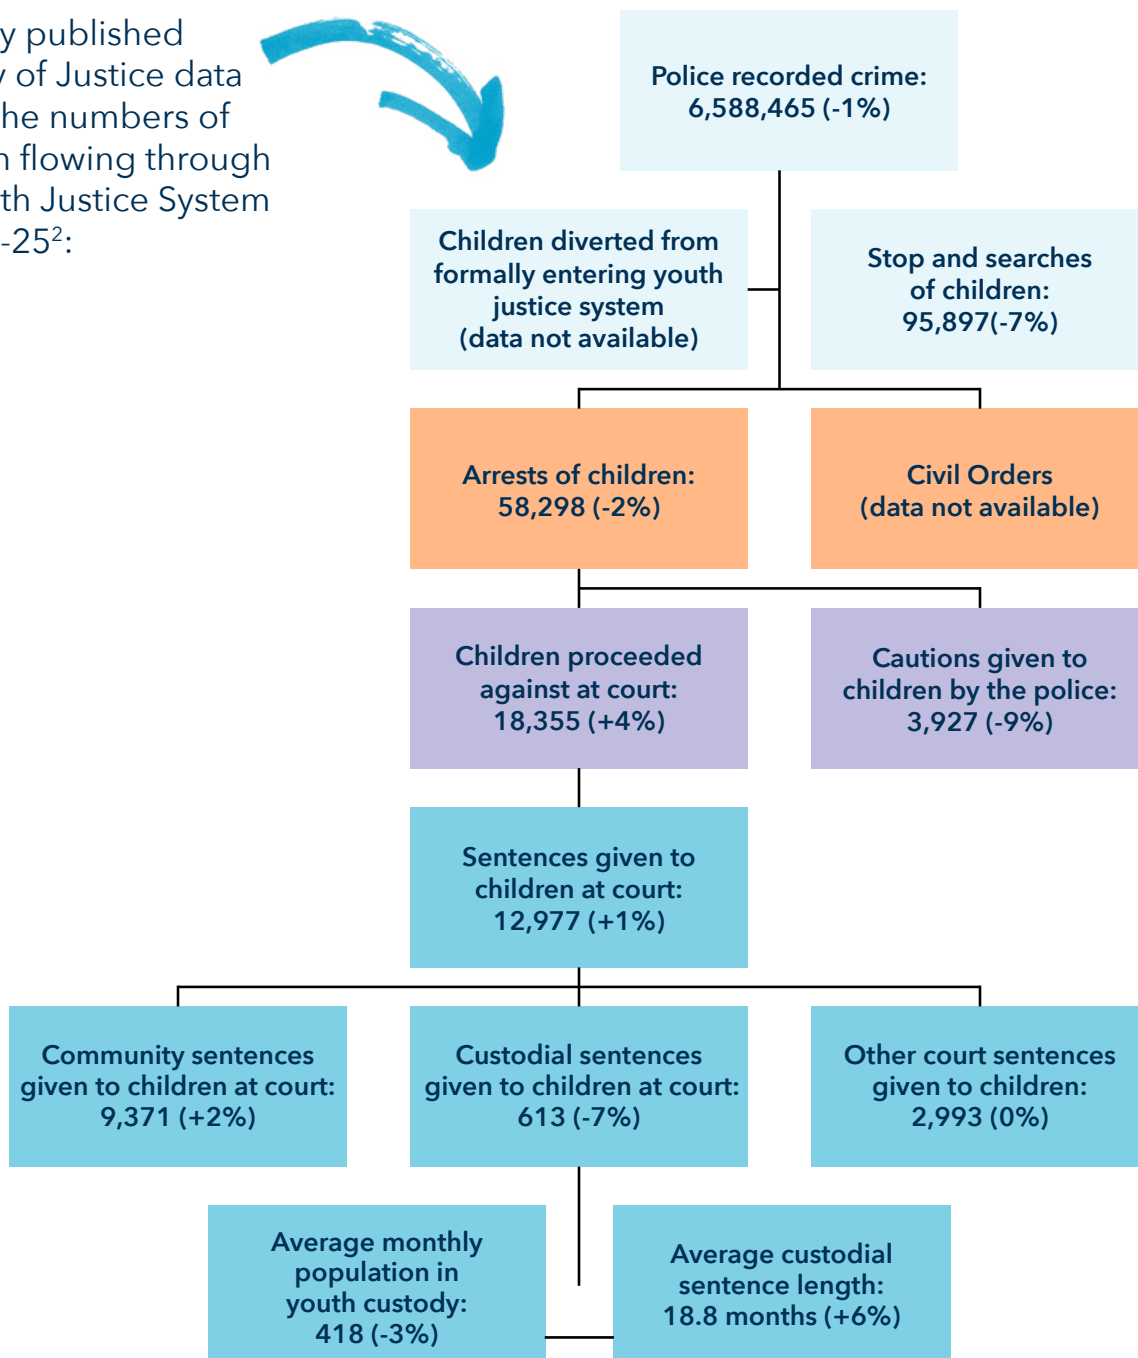 y published
of Justice data
he numbers of
flowing through
th Justice System
-25²:
Police recorded crime:
6,588,465 (-1%)
Children diverted from
formally entering youth
justice system
(data not available)
Stop and searches
of children:
95,897(-7%)
Arrests of children:
58,298 (-2%)
Civil Orders
(data not available)
Children proceeded
against at court:
18,355 (+4%)
Cautions given to
children by the police:
3,927 (-9%)
Sentences given to
children at court:
12,977 (+1%)
Community sentences
given to children at court:
9,371 (+2%)
Custodial sentences
given to children at court:
613 (-7%)
Other court sentences
given to children:
2,993 (0%)
Average monthly
population in
youth custody:
418 (-3%)
Average custodial
sentence length:
18.8 months (+6%)